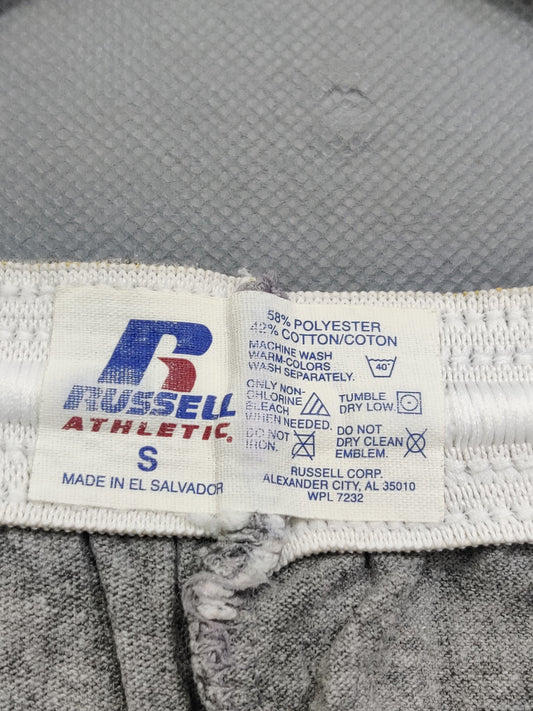 RUSSELL
ATHLETIC.
S
MADE IN EL SALVADOR
58% POLYESTER
42% COTTON/COTON
MACHINE WASH
WARM-COLORS
WASH SEPARATELY.
40°
ONLY NON-
CHLORINE
BLEACH
WHEN NEEDED.
TUMBLE
DRY LOW.
DO NOT
IRON.
DO NOT
DRY CLEAN
EMBLEM.
RUSSELL CORP.
ALEXANDER CITY, AL 35010
WPL 7232